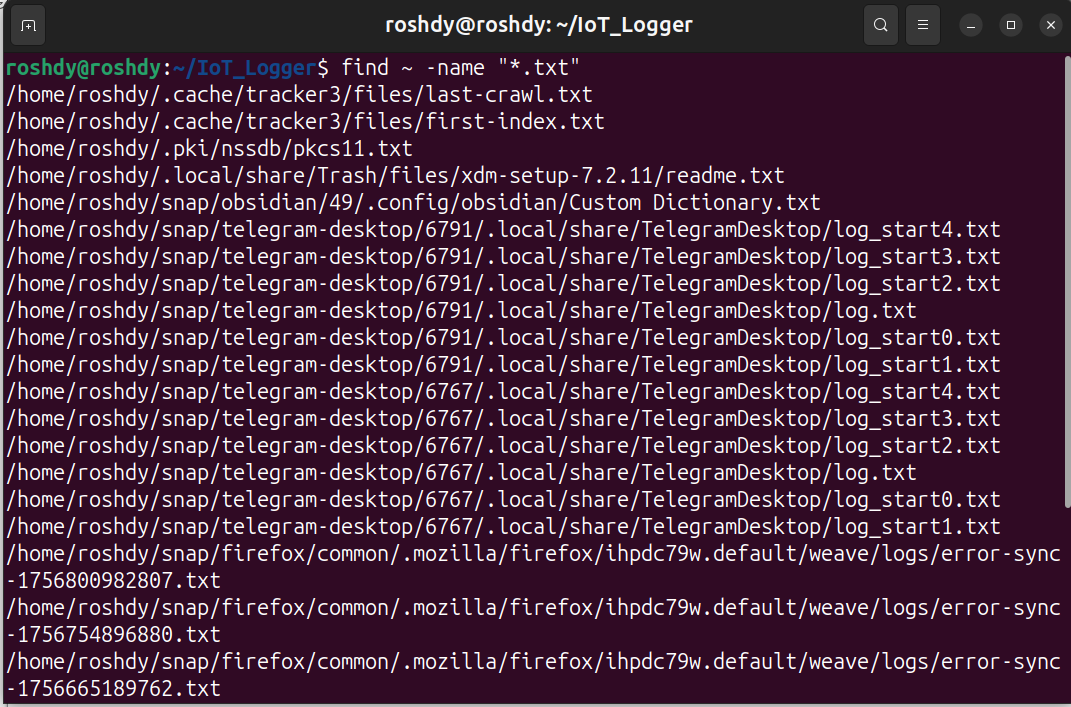 roshdy@roshdy: ~/IoT_Logger
roshdy@roshdy:~/IoT_Logger$ find ~ -name "*.txt"
/home/roshdy/.cache/tracker3/files/last-crawl.txt
/home/roshdy/.cache/tracker3/files/first-index.txt
/home/roshdy/.pki/nssdb/pkcs11.txt
/home/roshdy/.local/share/Trash/files/xdm-setup-7.2.11/readme.txt
/home/roshdy/snap/obsidian/49/.config/obsidian/Custom Dictionary.txt
/home/roshdy/snap/telegram-desktop/6791/.local/share/TelegramDesktop/log_start4.txt
/home/roshdy/snap/telegram-desktop/6791/.local/share/TelegramDesktop/log_start3.txt
/home/roshdy/snap/telegram-desktop/6791/.local/share/TelegramDesktop/log_start2.txt
/home/roshdy/snap/telegram-desktop/6791/.local/share/TelegramDesktop/log.txt
/home/roshdy/snap/telegram-desktop/6791/.local/share/TelegramDesktop/log_start0.txt
/home/roshdy/snap/telegram-desktop/6791/.local/share/TelegramDesktop/log_start1.txt
/home/roshdy/snap/telegram-desktop/6767/.local/share/TelegramDesktop/log_start4.txt
/home/roshdy/snap/telegram-desktop/6767/.local/share/TelegramDesktop/log_start3.txt
/home/roshdy/snap/telegram-desktop/6767/.local/share/TelegramDesktop/log_start2.txt
/home/roshdy/snap/telegram-desktop/6767/.local/share/TelegramDesktop/log.txt
/home/roshdy/snap/telegram-desktop/6767/.local/share/TelegramDesktop/log_start0.txt
/home/roshdy/snap/telegram-desktop/6767/.local/share/TelegramDesktop/log_start1.txt
/home/roshdy/snap/firefox/common/.mozilla/firefox/ihpdc79w.default/weave/logs/error-sync
-1756800982807.txt
/home/roshdy/snap/firefox/common/.mozilla/firefox/ihpdc79w.default/weave/logs/error-sync
-1756754896880.txt
/home/roshdy/snap/firefox/common/.mozilla/firefox/ihpdc79w.default/weave/logs/error-sync
-1756665189762.txt